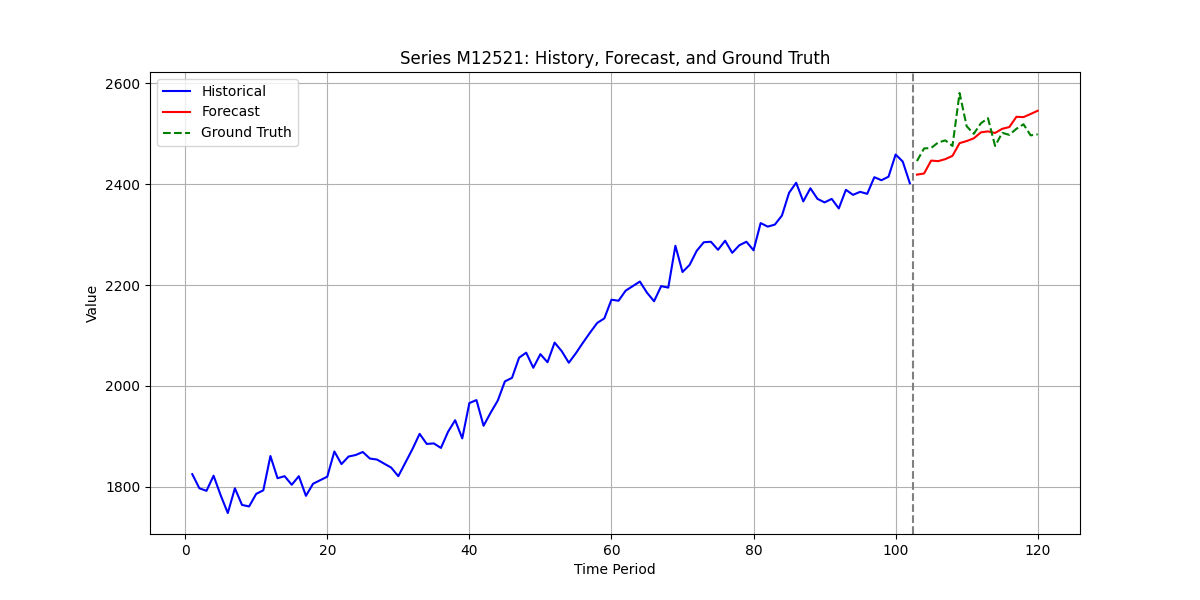 Series M12521: History, Forecast, and Ground Truth
Historical
Forecast
Ground Truth
2600
2400
2200
2000
1800
Value
0 20 40 60 80 100 120
Time Period